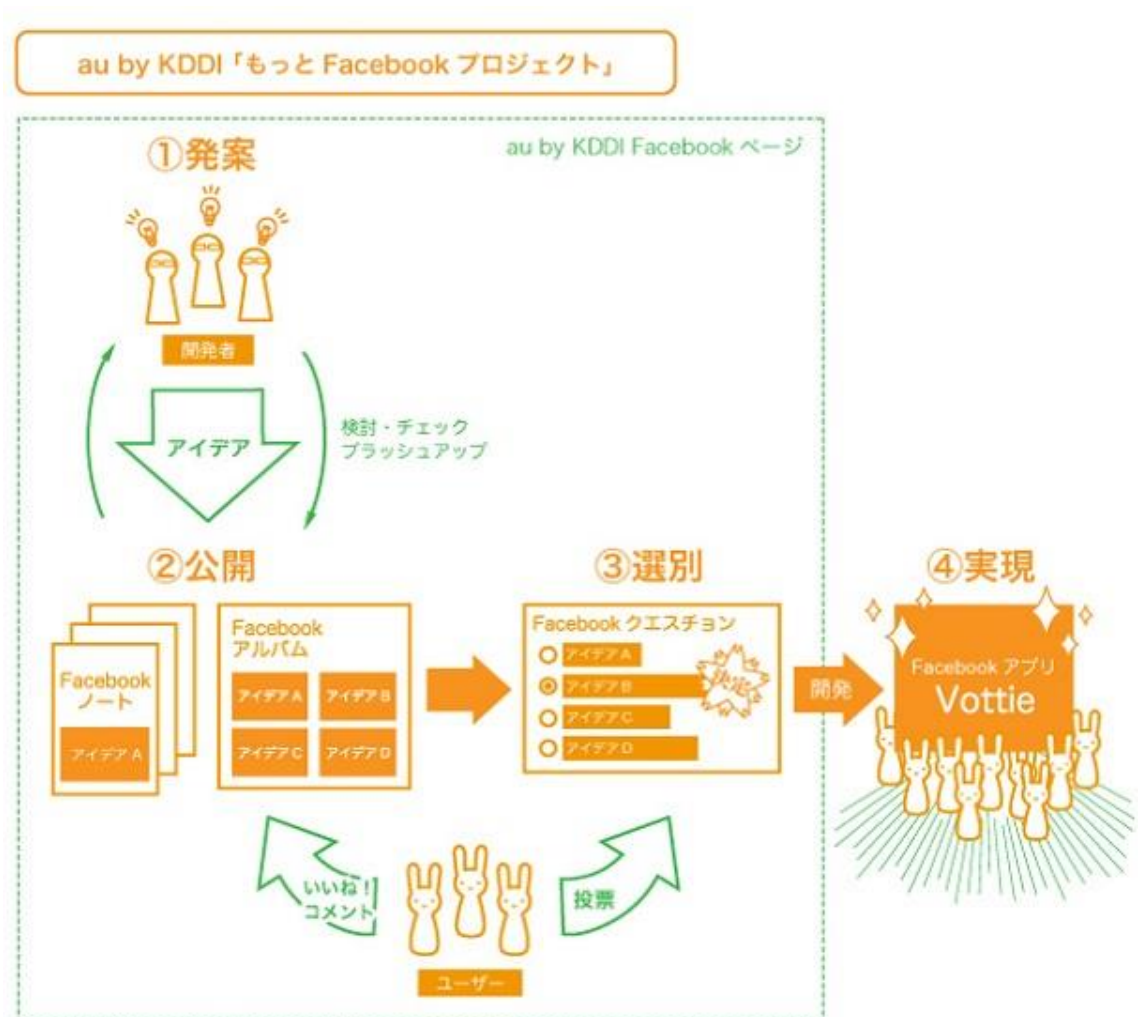 au by KDDI「もっと Facebook プロジェクト」
au by KDDI Facebook ページ
①発案
開発者
アイデア
検討・チェック
ブラッシュアップ
②公開
Facebook
ノート
アイデア A
Facebook
アルバム
アイデア A
アイデア B
アイデア C
アイデア D
③選別
Facebook クエスチョン
アイデア A
アイデア B
アイデア C
アイデア D
決定
開発
④実現
Facebook アプリ
Vottie
いいね！
コメント
投票
ユーザー